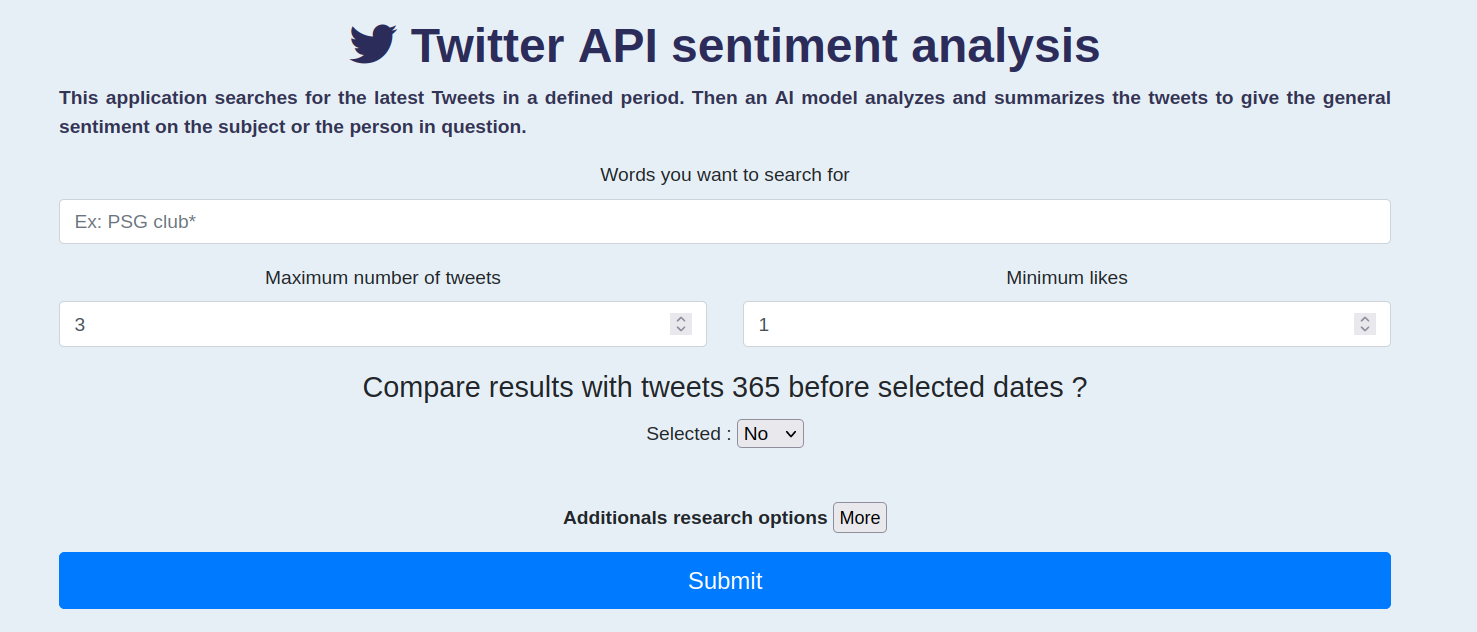 Twitter API sentiment analysis
This application searches for the latest Tweets in a defined period. Then an AI model analyzes and summarizes the tweets to give the general
sentiment on the subject or the person in question.
Words you want to search for
Ex: PSG club*
Maximum number of tweets
Minimum likes
3
1
Compare results with tweets 365 before selected dates ?
Selected : No
Additionals research options More
Submit